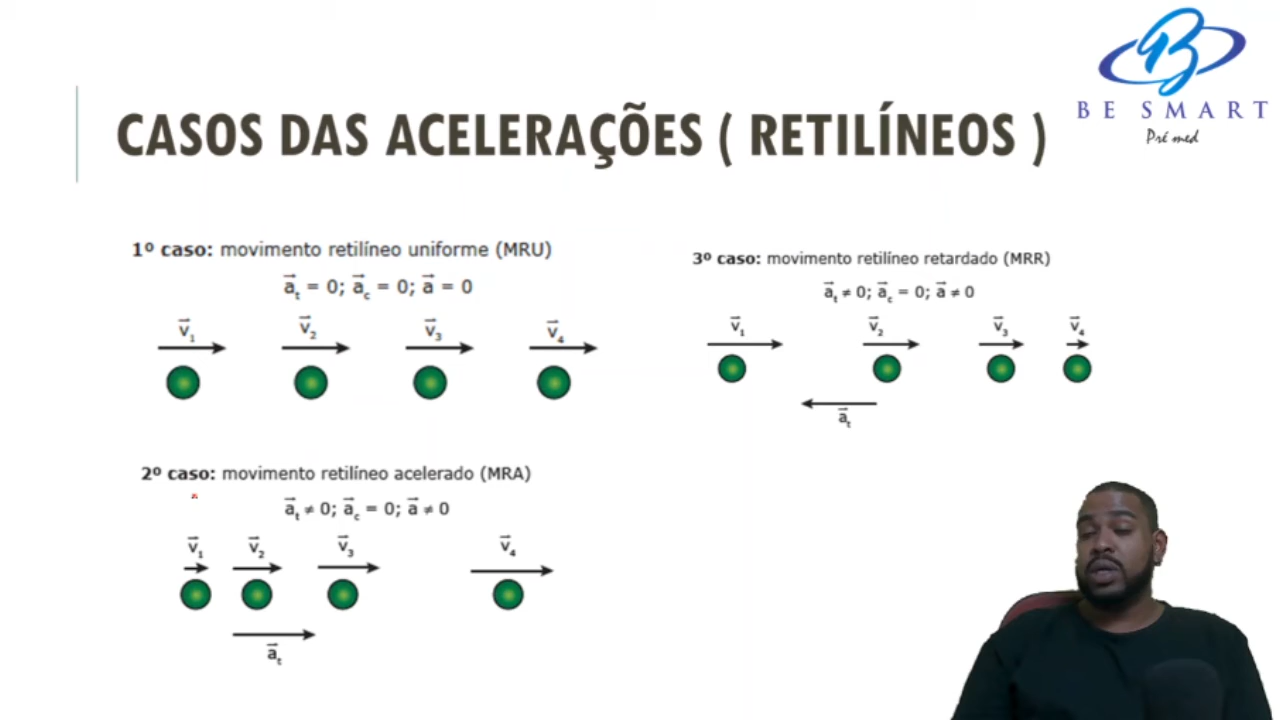 BE SMART
Pré med
CASOS DAS ACELERAÇÕES ( RETILÍNEOS )
1º caso: movimento retilíneo uniforme (MRU)
a⃗ₜ = 0; a⃗c = 0; a⃗ = 0
v⃗₁ v⃗₂ v⃗₃ v⃗₄
2º caso: movimento retilíneo acelerado (MRA)
a⃗ₜ ≠ 0; a⃗c = 0; a⃗ ≠ 0
v⃗₁ v⃗₂ v⃗₃ v⃗₄
a⃗ₜ
3º caso: movimento retilíneo retardado (MRR)
a⃗ₜ ≠ 0; a⃗c = 0; a⃗ ≠ 0
v⃗₁ v⃗₂ v⃗₃ v⃗₄
a⃗ₜ